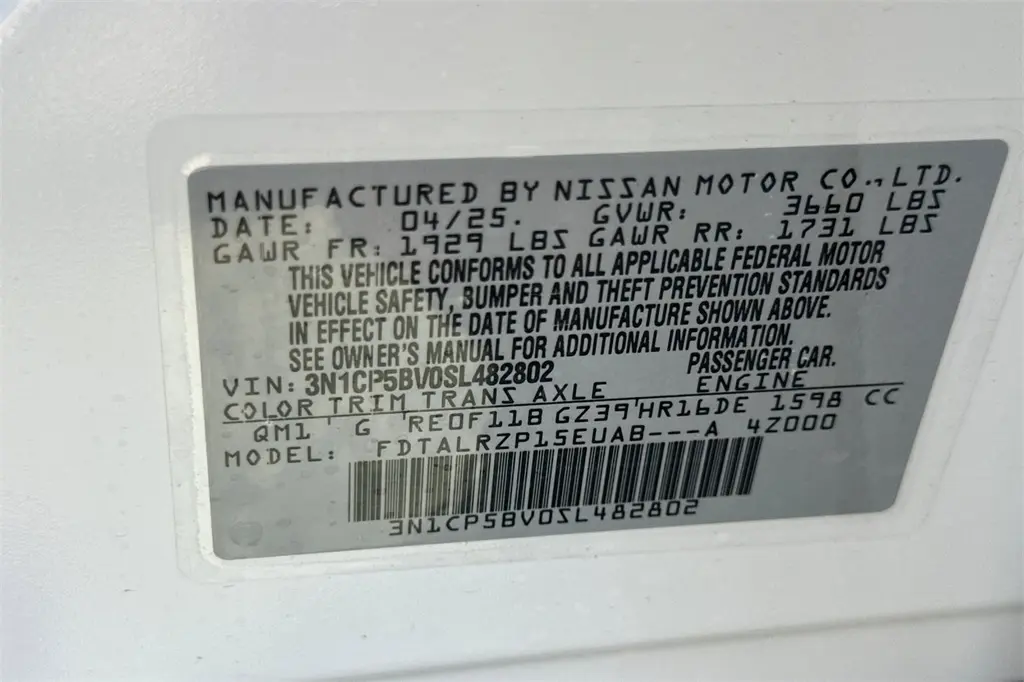 MANUFACTURED BY NISSAN MOTOR CO.,LTD.
DATE: 04/25. GVWR: 3660 LBS
GAWR FR: 1929 LBS GAWR RR: 1731 LBS
THIS VEHICLE CONFORMS TO ALL APPLICABLE FEDERAL MOTOR
VEHICLE SAFETY, BUMPER AND THEFT PREVENTION STANDARDS
IN EFFECT ON THE DATE OF MANUFACTURE SHOWN ABOVE.
SEE OWNER'S MANUAL FOR ADDITIONAL INFORMATION.
VIN: 3N1CP5BV0SL482802 PASSENGER CAR.
COLOR TRIM TRANS AXLE ENGINE
QM1 ' G 'RE0F11B GZ39'HR16DE 1598 CC
MODEL: FDTALRZP15EUAB---A 4Z000
3N1CP5BV0SL482802